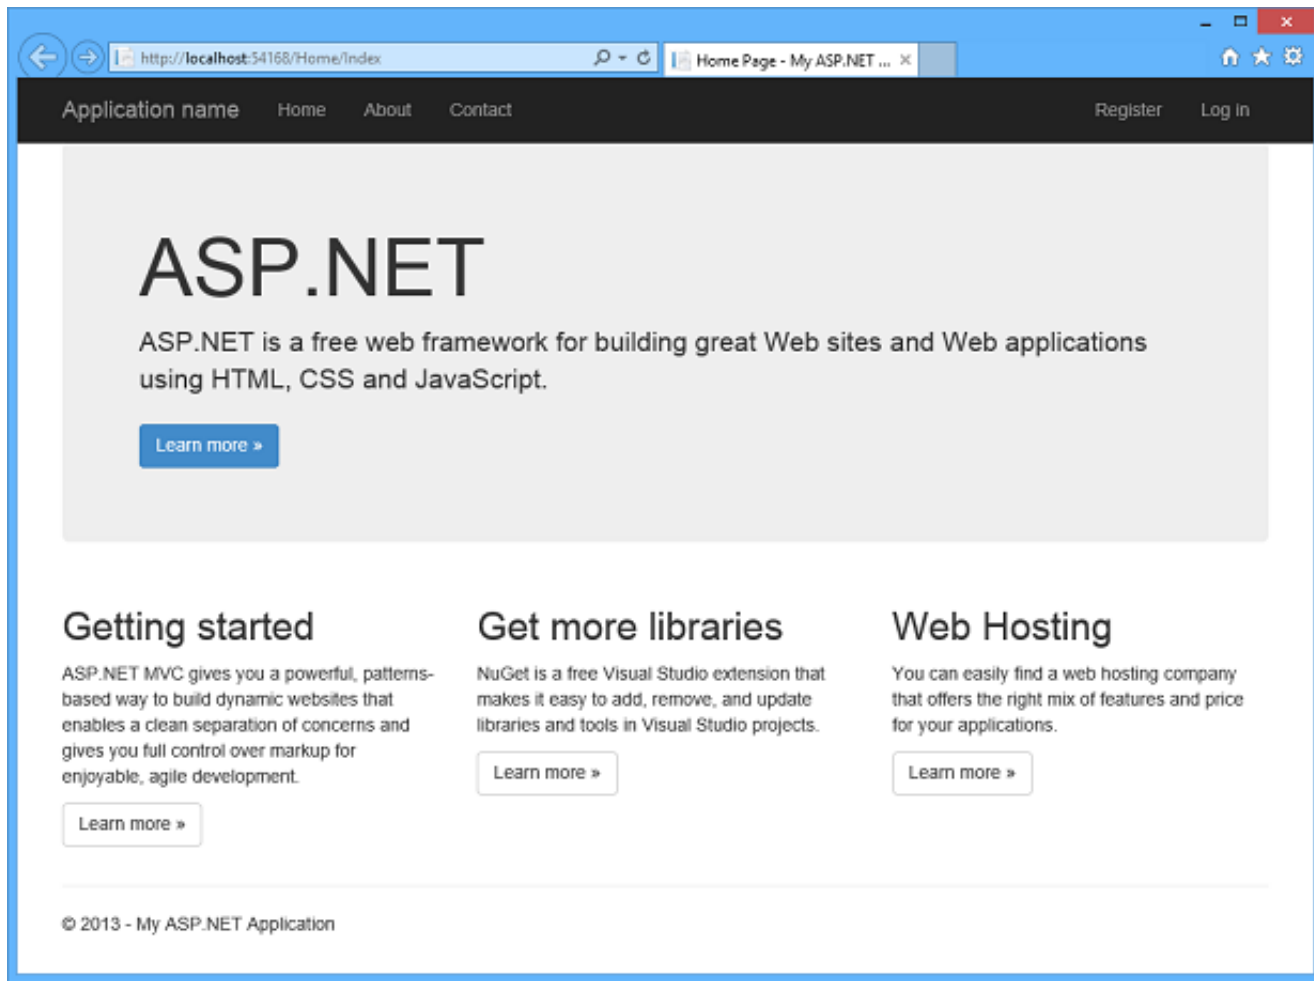 http://localhost:54168/Home/Index
Home Page - My ASP.NET ...
Application name Home About Contact Register Log in
ASP.NET
ASP.NET is a free web framework for building great Web sites and Web applications
using HTML, CSS and JavaScript.
Learn more »
Getting started
ASP.NET MVC gives you a powerful, patterns-
based way to build dynamic websites that
enables a clean separation of concerns and
gives you full control over markup for
enjoyable, agile development.
Learn more »
Get more libraries
NuGet is a free Visual Studio extension that
makes it easy to add, remove, and update
libraries and tools in Visual Studio projects.
Learn more »
Web Hosting
You can easily find a web hosting company
that offers the right mix of features and price
for your applications.
Learn more »
© 2013 - My ASP.NET Application